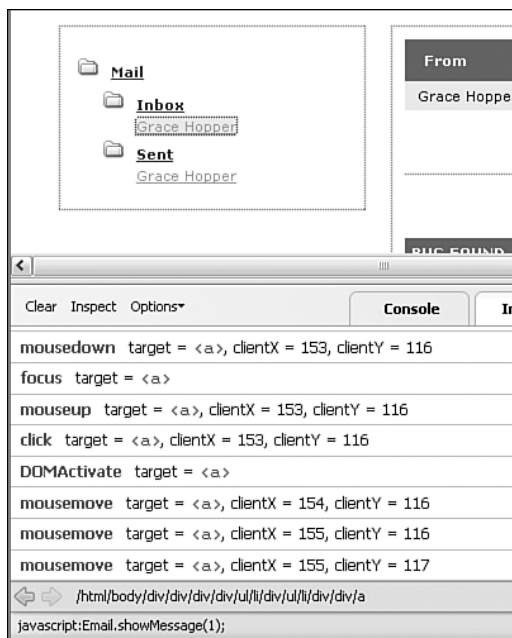 Mail
Inbox
Grace Hopper
Sent
Grace Hopper
From
Grace Hoppe
BUG FOUND
Clear Inspect Options
Console
mousedown target = <a>, clientX = 153, clientY = 116
focus target = <a>
mouseup target = <a>, clientX = 153, clientY = 116
click target = <a>, clientX = 153, clientY = 116
DOMActivate target = <a>
mousemove target = <a>, clientX = 154, clientY = 116
mousemove target = <a>, clientX = 155, clientY = 116
mousemove target = <a>, clientX = 155, clientY = 117
/html/body/div/div/div/div/ul/li/div/ul/li/div/div/a
javascript:Email.showMessage(1);